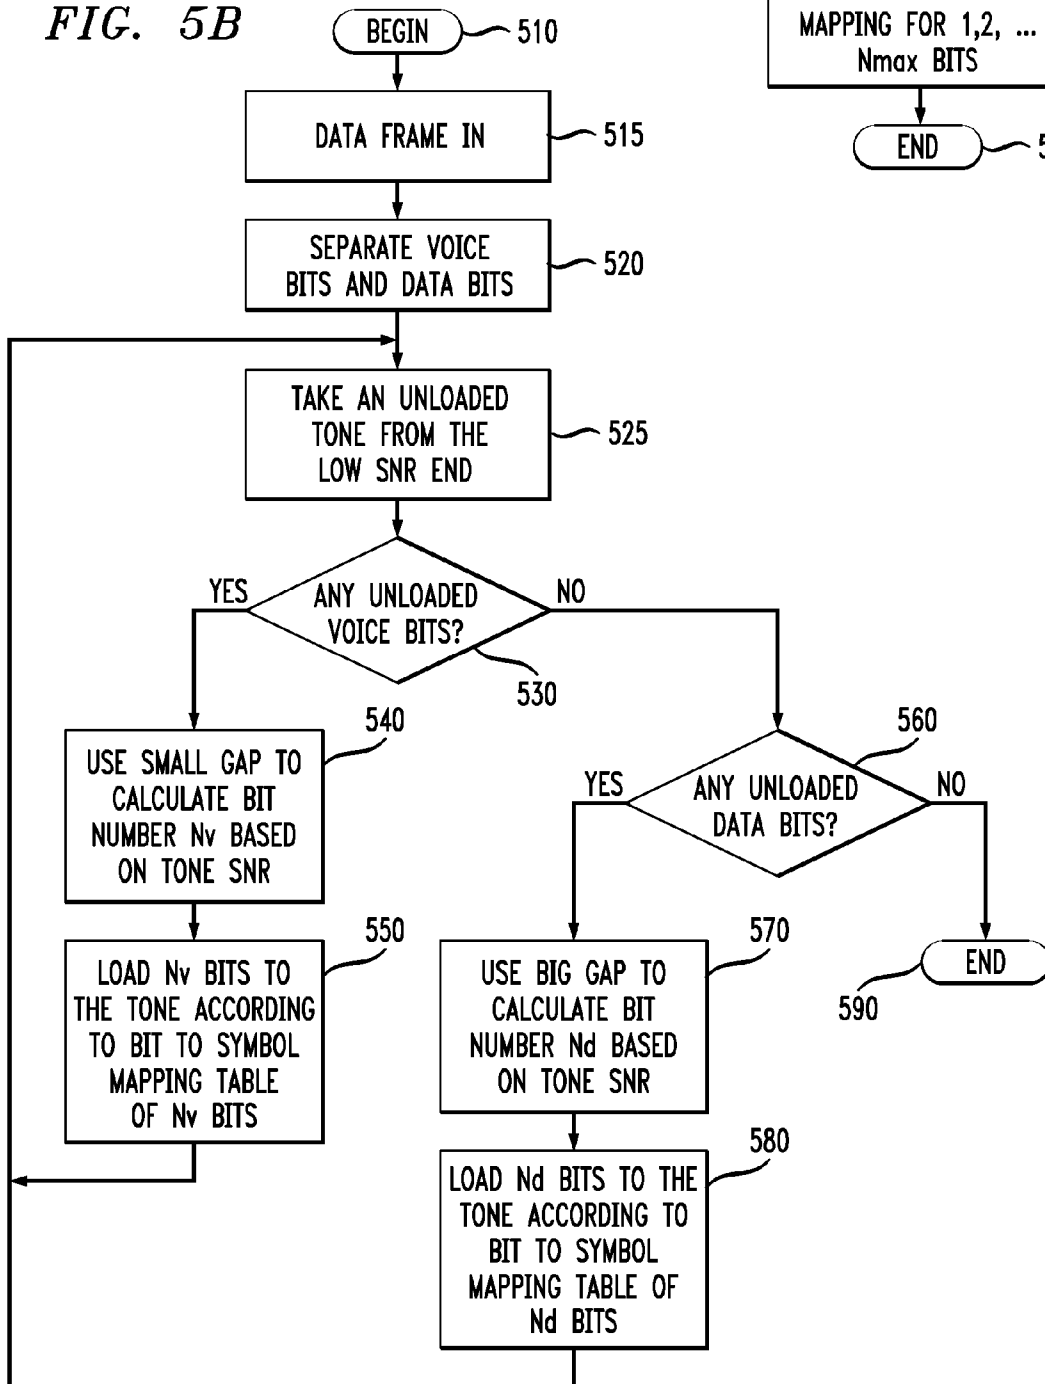 FIG. 5B
BEGIN
510
DATA FRAME IN
515
SEPARATE VOICE
BITS AND DATA BITS
520
TAKE AN UNLOADED
TONE FROM THE
LOW SNR END
525
YES
ANY UNLOADED
VOICE BITS?
NO
530
540
USE SMALL GAP TO
CALCULATE BIT
NUMBER Nv BASED
ON TONE SNR
550
LOAD Nv BITS TO
THE TONE ACCORDING
TO BIT TO SYMBOL
MAPPING TABLE
OF Nv BITS
560
YES
ANY UNLOADED
DATA BITS?
NO
570
USE BIG GAP TO
CALCULATE BIT
NUMBER Nd BASED
ON TONE SNR
END
590
580
LOAD Nd BITS TO THE
TONE ACCORDING TO
BIT TO SYMBOL
MAPPING TABLE OF
Nd BITS
MAPPING FOR 1,2, ...
Nmax BITS
END